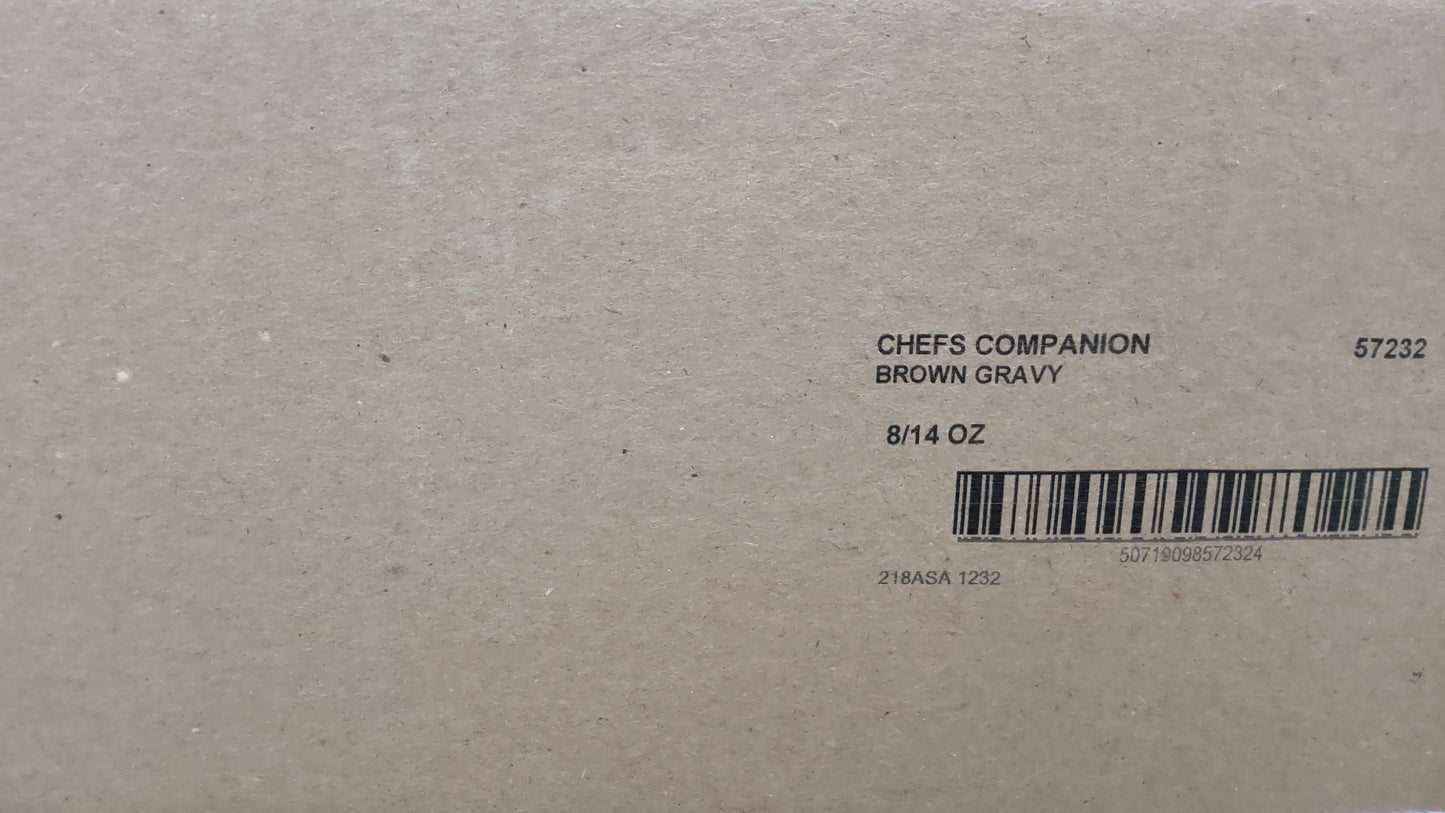 CHEFS COMPANION 57232
BROWN GRAVY
8/14 OZ
50719098572324
218ASA 1232